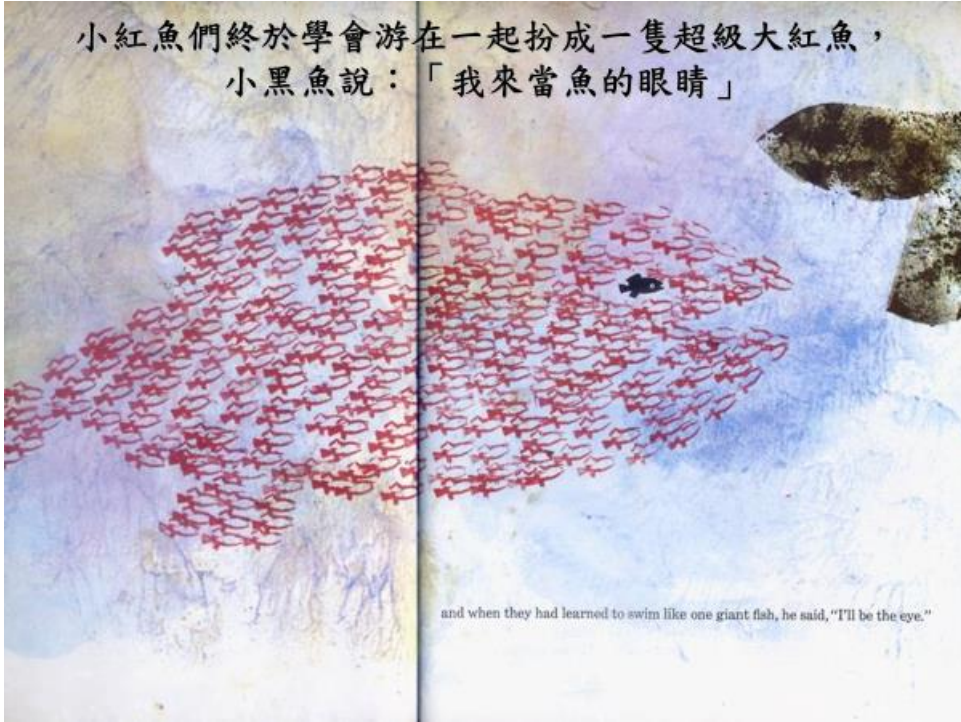 小紅魚們終於學會游在一起扮成一隻超級大紅魚，
小黑魚說：「我來當魚的眼睛」
and when they had learned to swim like one giant fish, he said, “I’ll be the eye.”